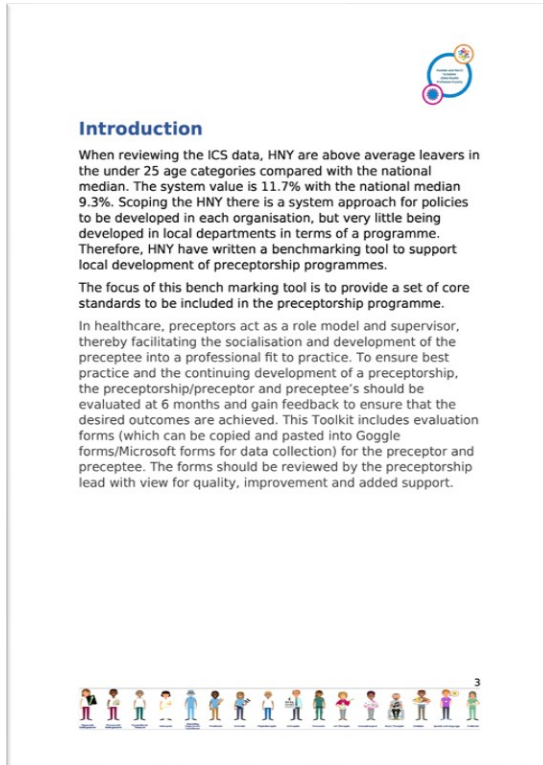 Introduction
When reviewing the ICS data, HNY are above average leavers in
the under 25 age categories compared with the national
median. The system value is 11.7% with the national median
9.3%. Scoping the HNY there is a system approach for policies
to be developed in each organisation, but very little being
developed in local departments in terms of a programme.
Therefore, HNY have written a benchmarking tool to support
local development of preceptorship programmes.
The focus of this bench marking tool is to provide a set of core
standards to be included in the preceptorship programme.
In healthcare, preceptors act as a role model and supervisor,
thereby facilitating the socialisation and development of the
preceptee into a professional fit to practice. To ensure best
practice and the continuing development of a preceptorship,
the preceptorship/preceptor and preceptee's should be
evaluated at 6 months and gain feedback to ensure that the
desired outcomes are achieved. This Toolkit includes evaluation
forms (which can be copied and pasted into Goggle
forms/Microsoft forms for data collection) for the preceptor and
preceptee. The forms should be reviewed by the preceptorship
lead with view for quality, improvement and added support.
3